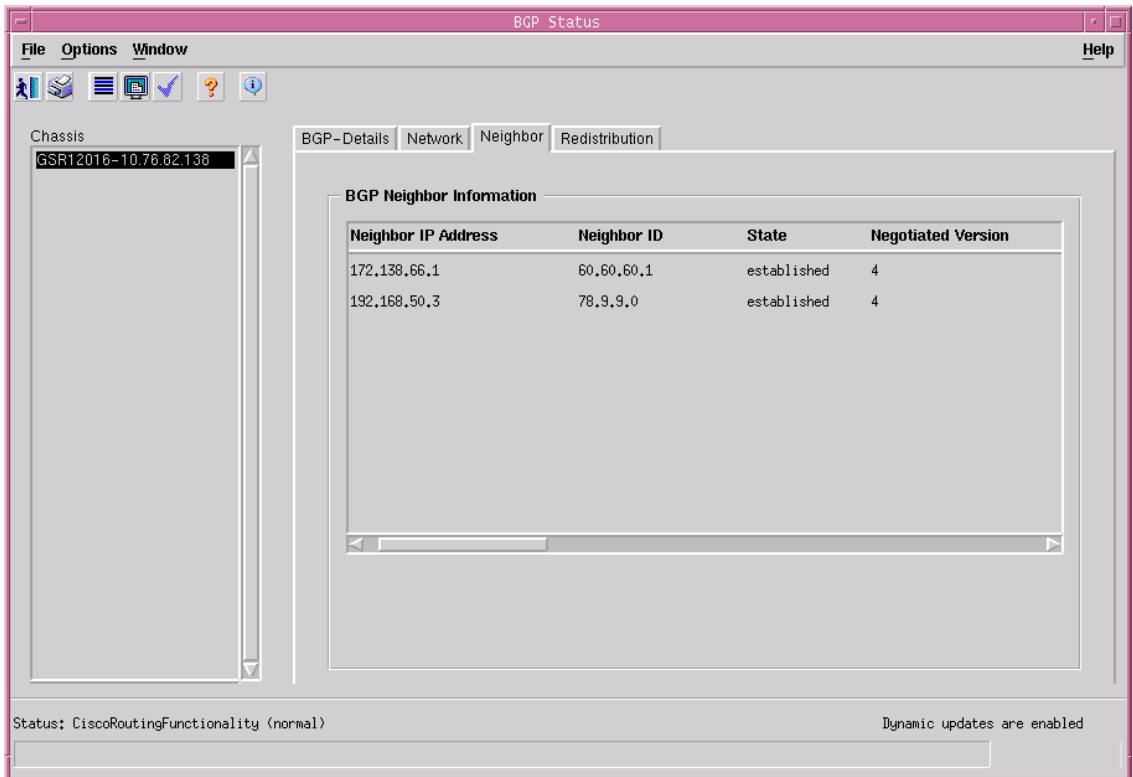 BGP Status
File Options Window Help
Chassis
GSR12016-10.76.82.138
BGP-Details Network Neighbor Redistribution
BGP Neighbor Information
Neighbor IP Address Neighbor ID State Negotiated Version
172.138.66.1 60.60.60.1 established 4
192.168.50.3 78.9.9.0 established 4
Status: CiscoRoutingFunctionality (normal) Dynamic updates are enabled